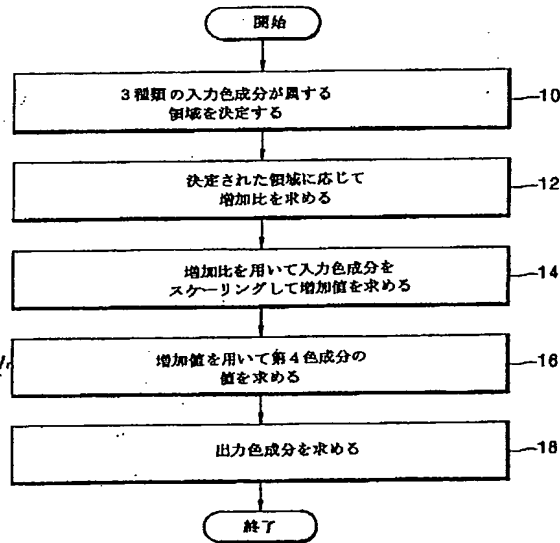 開始
3種類の入力色成分が属する
領域を決定する
10
決定された領域に応じて
増加比を求める
12
増加比を用いて入力色成分を
スケーリングして増加値を求める
14
増加値を用いて第4色成分の
値を求める
16
出力色成分を求める
18
終了